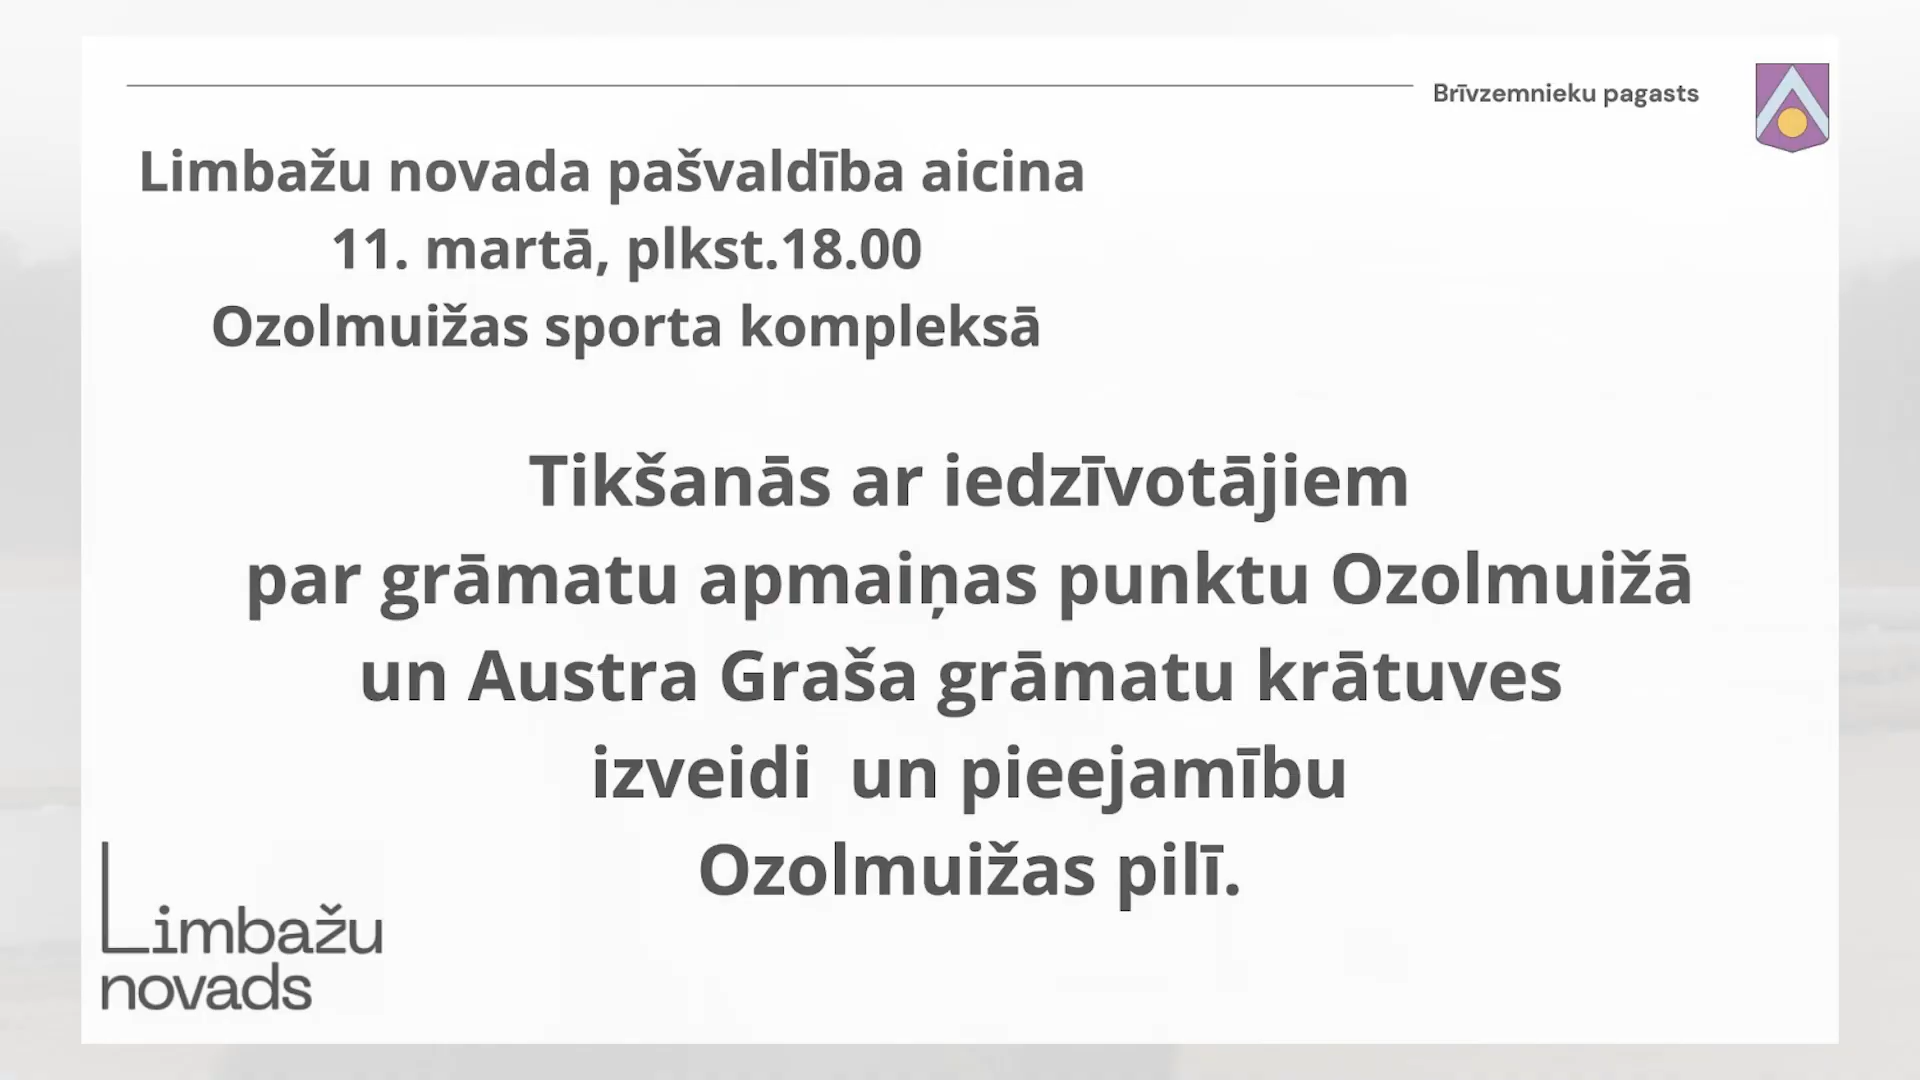 Brīvzemnieku pagasts
Limbažu novada pašvaldība aicina
11. martā, plkst.18.00
Ozolmuižas sporta kompleksā
Tikšanās ar iedzīvotājiem
par grāmatu apmaiņas punktu Ozolmuižā
un Austra Graša grāmatu krātuves
izveidi un pieejamību
Ozolmuižas pilī.
Limbažu
novads